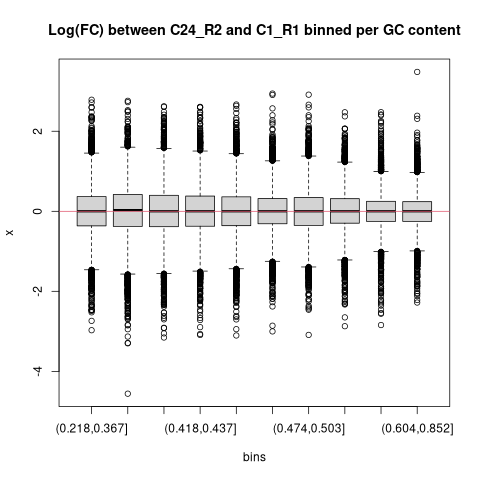 Log(FC) between C24_R2 and C1_R1 binned per GC content
x
2
0
-2
-4
(0.218,0.367]
(0.418,0.437]
(0.474,0.503]
(0.604,0.852]
bins